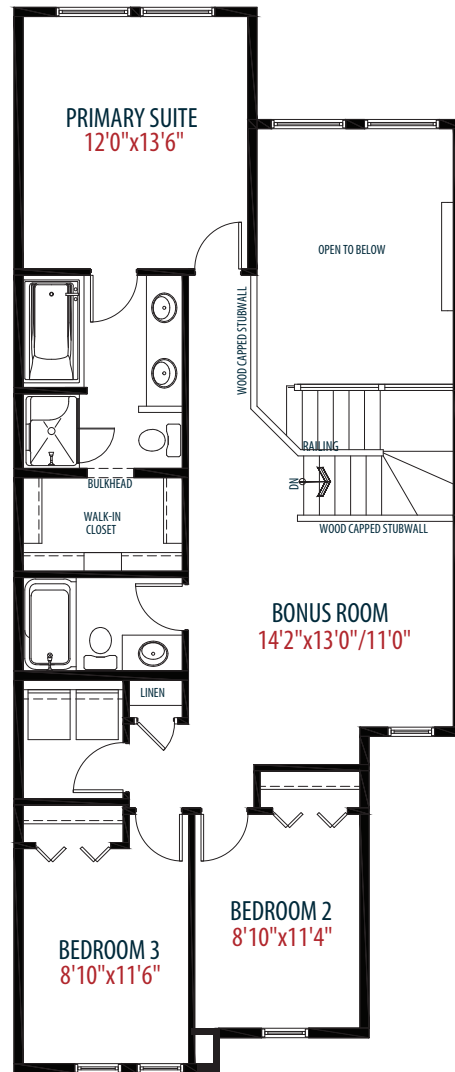 PRIMARY SUITE
12'0"x13'6"
OPEN TO BELOW
WOOD CAPPED STUBWALL
RAILING
DN
BULKHEAD
WALK-IN
CLOSET
WOOD CAPPED STUBWALL
BONUS ROOM
14'2"x13'0"/11'0"
LINEN
BEDROOM 2
8'10"x11'4"
BEDROOM 3
8'10"x11'6"